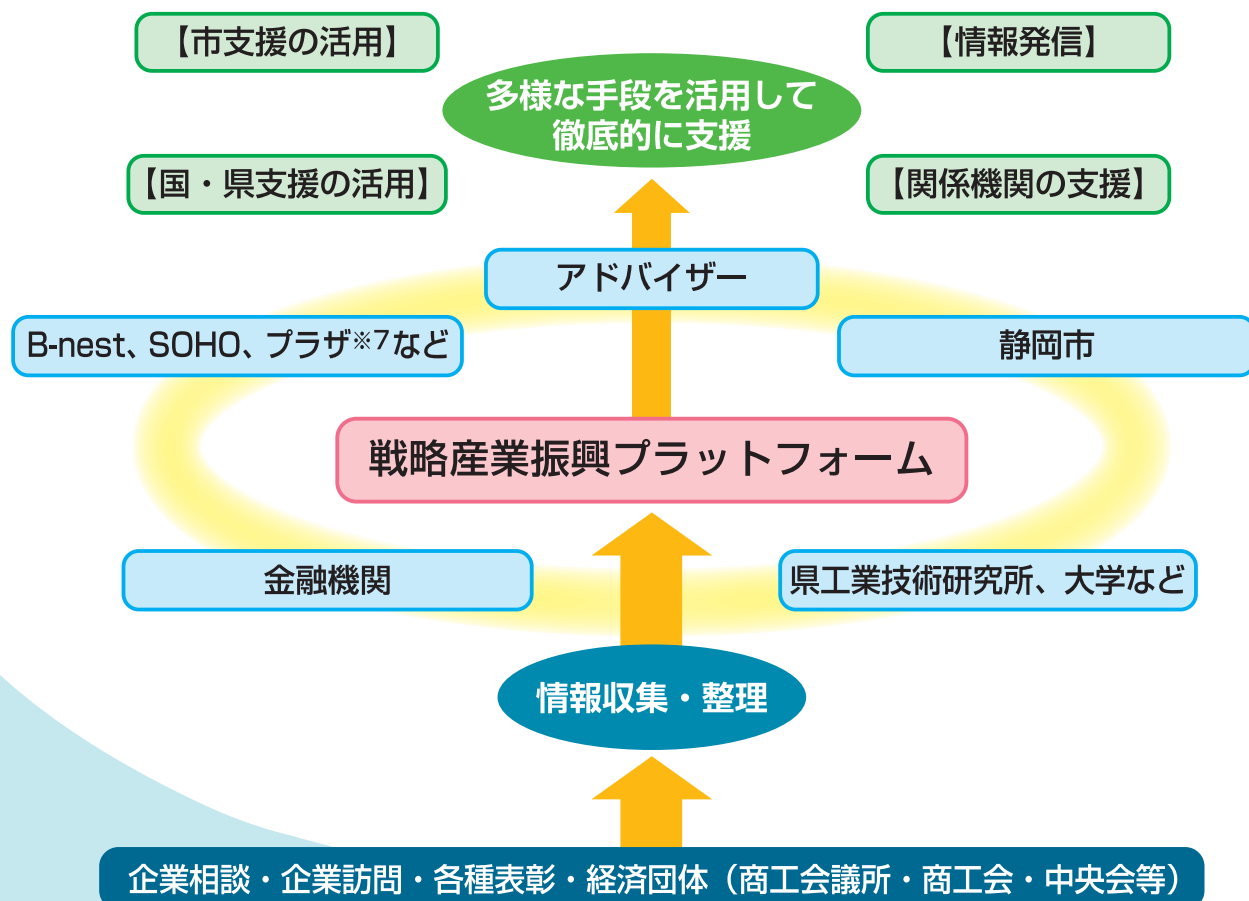 【市支援の活用】
【情報発信】
多様な手段を活用して
徹底的に支援
【国・県支援の活用】
【関係機関の支援】
アドバイザー
B-nest、SOHO、プラザ※7など
静岡市
戦略産業振興プラットフォーム
金融機関
県工業技術研究所、大学など
情報収集・整理
企業相談・企業訪問・各種表彰・経済団体（商工会議所・商工会・中央会等）